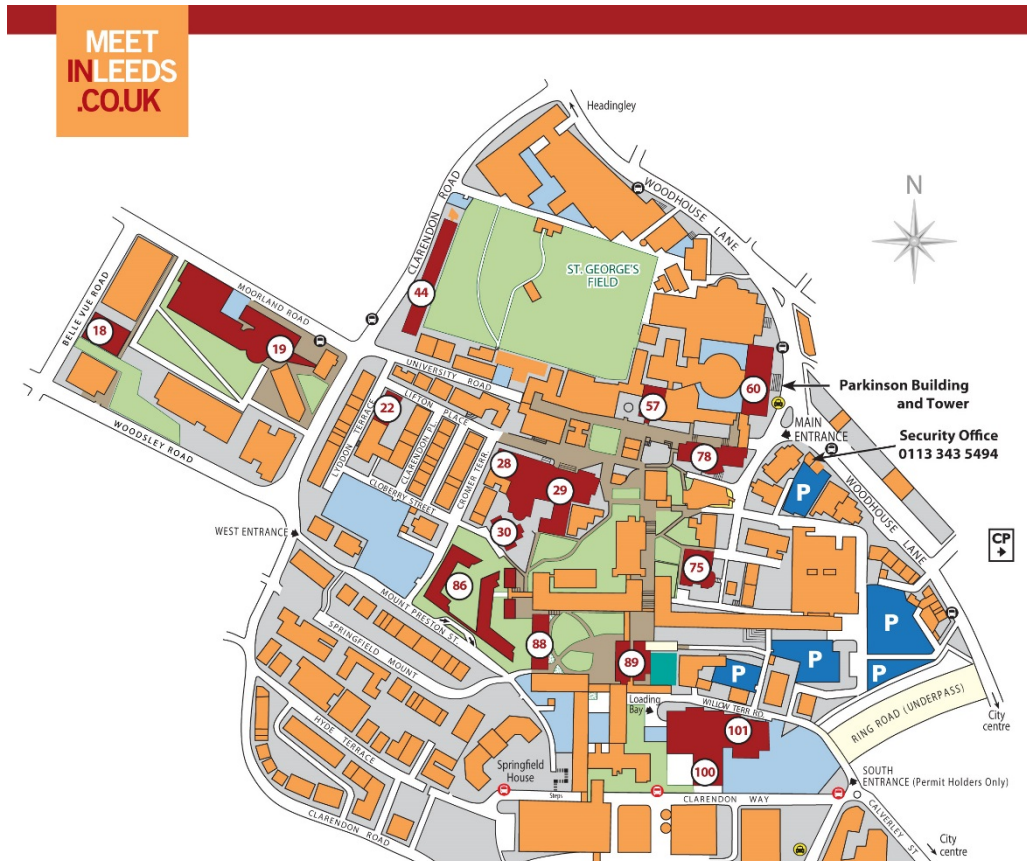 MEET
INLEEDS
.CO.UK
Headingley
WOODHOUSE LANE
N
CLARENDON ROAD
ST. GEORGE'S
FIELD
BELLE VUE ROAD
MOORLAND ROAD
44
18
19
UNIVERSITY ROAD
60
Parkinson Building
and Tower
57
22
LIFTON PLACE
MAIN
ENTRANCE
Security Office
0113 343 5494
WOODSLEY ROAD
LYDDON TERRACE
CLARENDON PL.
CROMER TERR.
78
28
29
P
WOODHOUSE LANE
CLOBERRY STREET
WEST ENTRANCE
30
CP
75
86
MOUNT PRESTON ST.
SPRINGFIELD MOUNT
P
88
89
P
P
P
WILLOW TERR RD.
RING ROAD (UNDERPASS)
City
centre
Loading
Bay
HYDE TERRACE
101
Springfield
House
100
SOUTH
ENTRANCE (Permit Holders Only)
Steps
CLARENDON WAY
CLARENDON ROAD
CALVERLEY ST
City
centre